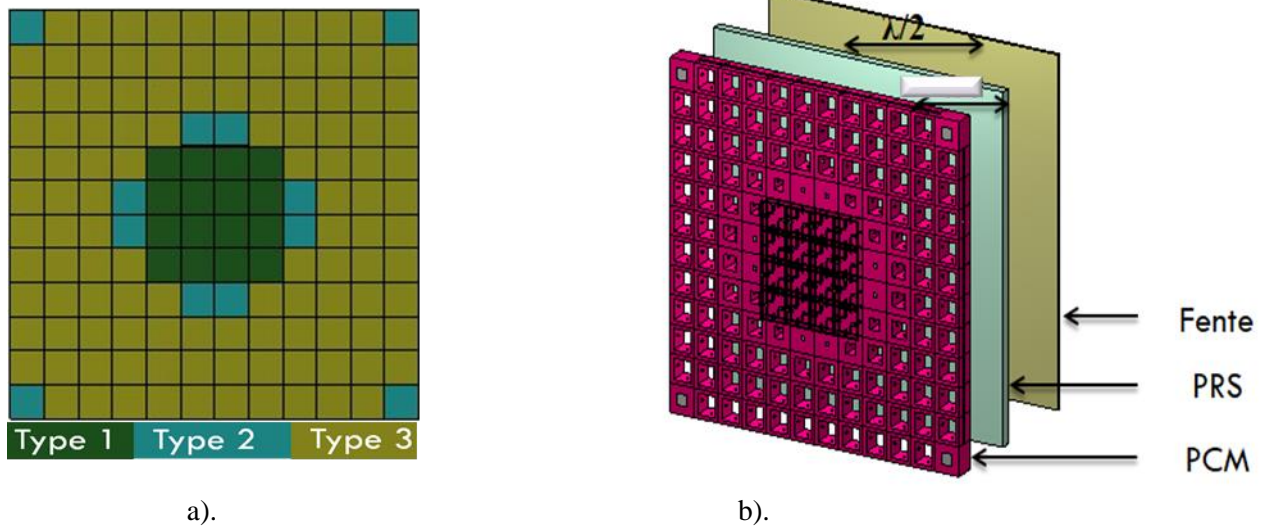 λ/2
Fente
PRS
PCM
Type 1 Type 2 Type 3
a). b).